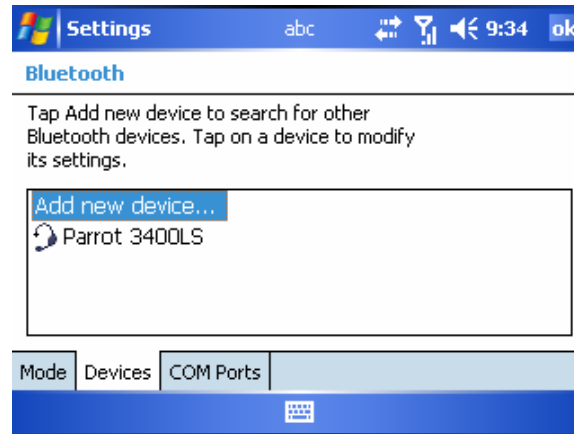 Settings abc 9:34 ok
Bluetooth
Tap Add new device to search for other
Bluetooth devices. Tap on a device to modify
its settings.
Add new device...
Parrot 3400LS
Mode Devices COM Ports